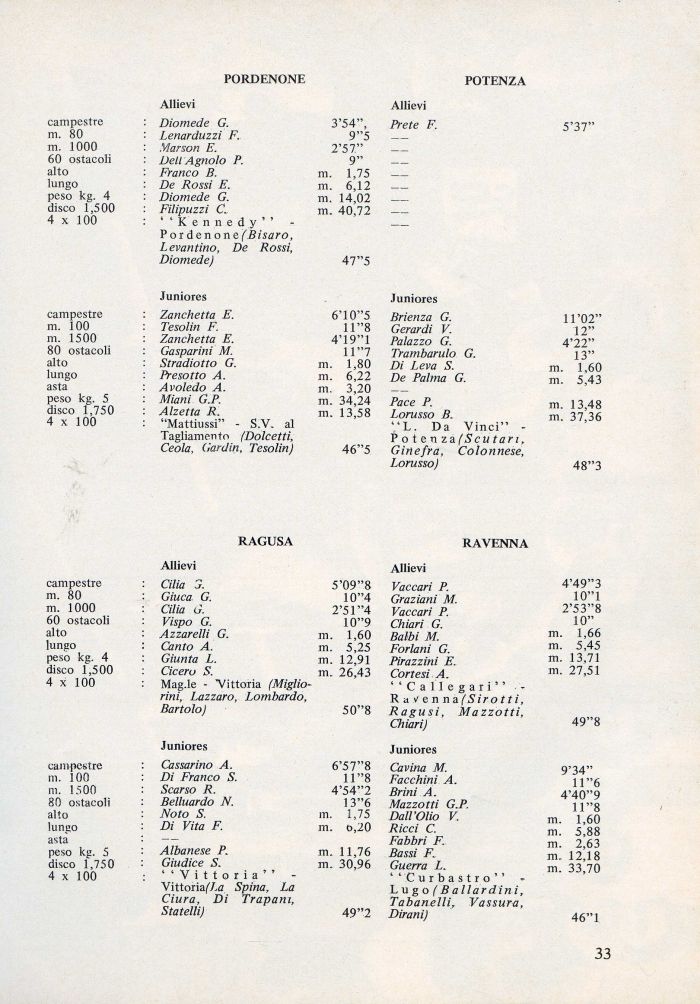 PORDENONE POTENZA
Allievi Allievi
campestre : Diomede G. 3'54", Prete F. 5'37"
m. 80 : Lenarduzzi F. 9"5 ——
m. 1000 : Marson E. 2'57" ——
60 ostacoli : Dell'Agnolo P. 9" ——
alto : Franco B. m. 1,75 ——
lungo : De Rossi E. m. 6,12 ——
peso kg. 4 : Diomede G. m. 14,02 ——
disco 1,500 : Filipuzzi C. m. 40,72 ——
4 x 100 : ''Kennedy'' - ——
Pordenone(Bisaro,
Levantino, De Rossi,
Diomede) 47"5
Juniores Juniores
campestre : Zanchetta E. 6'10"5 Brienza G. 11'02"
m. 100 : Tesolin F. 11"8 Gerardi V. 12"
m. 1500 : Zanchetta E. 4'19"1 Palazzo G. 4'22"
80 ostacoli : Gasparini M. 11"7 Trambarulo G. 13"
alto : Stradiotto G. m. 1,80 Di Leva S. m. 1,60
lungo : Presotto A. m. 6,22 De Palma G. m. 5,43
asta : Avoledo A. m. 3,20 ——
peso kg. 5 : Miani G.P. m. 34,24 Pace P. m. 13,48
disco 1,750 : Alzetta R. m. 13,58 Lorusso B. m. 37,36
4 x 100 : "Mattiussi" - S.V. al ''L. Da Vinci'' -
Tagliamento (Dolcetti, Potenza(Scutari,
Ceola, Gardin, Tesolin) 46"5 Ginefra, Colonnese,
Lorusso) 48"3
RAGUSA RAVENNA
Allievi Allievi
campestre : Cilia G. 5'09"8 Vaccari P. 4'49"3
m. 80 : Giuca G. 10"4 Graziani M. 10"1
m. 1000 : Cilia G. 2'51"4 Vaccari P. 2'53"8
60 ostacoli : Vispo G. 10"9 Chiari G. 10"
alto : Azzarelli G. m. 1,60 Balbi M. m. 1,66
lungo : Canto A. m. 5,25 Forlani G. m. 5,45
peso kg. 4 : Giunta L. m. 12,91 Pirazzini E. m. 13,71
disco 1,500 : Cicero S. m. 26,43 Cortesi A. m. 27,51
4 x 100 : Mag.le - Vittoria (Miglio- ''Callegari'' -
rini, Lazzaro, Lombardo, Ravenna(Sirotti,
Bartolo) 50"8 Ragusi, Mazzotti,
Chiari) 49"8
Juniores Juniores
campestre : Cassarino A. 6'57"8 Cavina M. 9'34"
m. 100 : Di Franco S. 11"8 Facchini A. 11"6
m. 1500 : Scarso R. 4'54"2 Brini A. 4'40"9
80 ostacoli : Belluardo N. 13"6 Mazzotti G.P. 11"8
alto : Noto S. m. 1,75 Dall'Olio V. m. 1,60
lungo : Di Vita F. m. 6,20 Ricci C. m. 5,88
asta : —— Fabbri F. m. 2,63
peso kg. 5 : Albanese P. m. 11,76 Bassi F. m. 12,18
disco 1,750 : Giudice S. m. 30,96 Guerra L. m. 33,70
4 x 100 : ''Vittoria'' - ''Curbastro'' -
Vittoria(La Spina, La Lugo(Ballardini,
Ciura, Di Trapani, Tabanelli, Vassura,
Statelli) 49"2 Dirani) 46"1
33